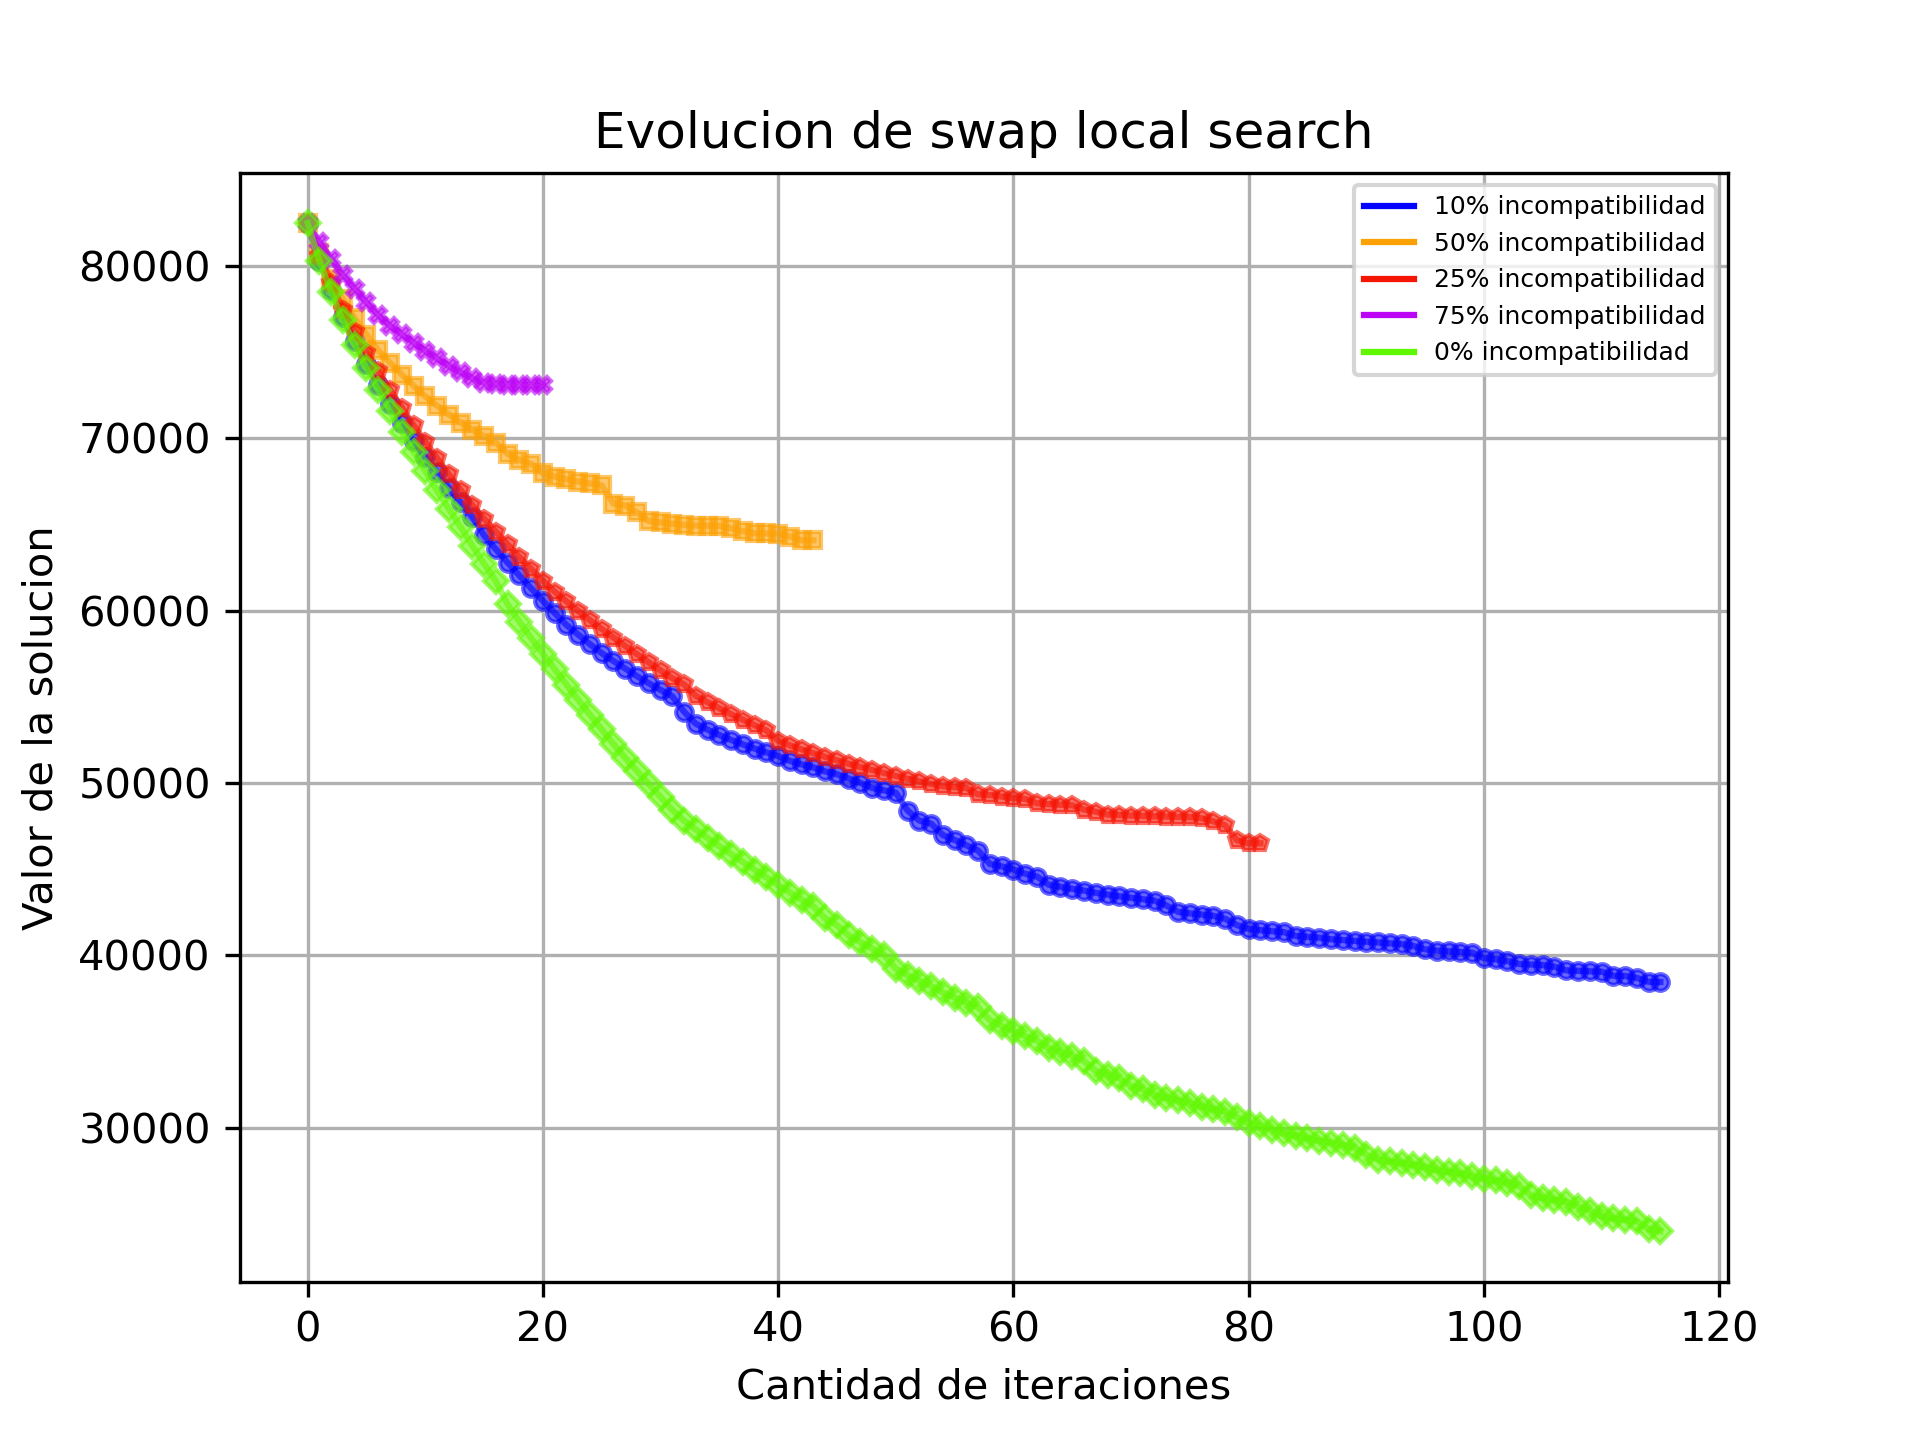 Evolucion de swap local search
10% incompatibilidad
50% incompatibilidad
25% incompatibilidad
75% incompatibilidad
0% incompatibilidad
Valor de la solucion
80000
70000
60000
50000
40000
30000
0 20 40 60 80 100 120
Cantidad de iteraciones